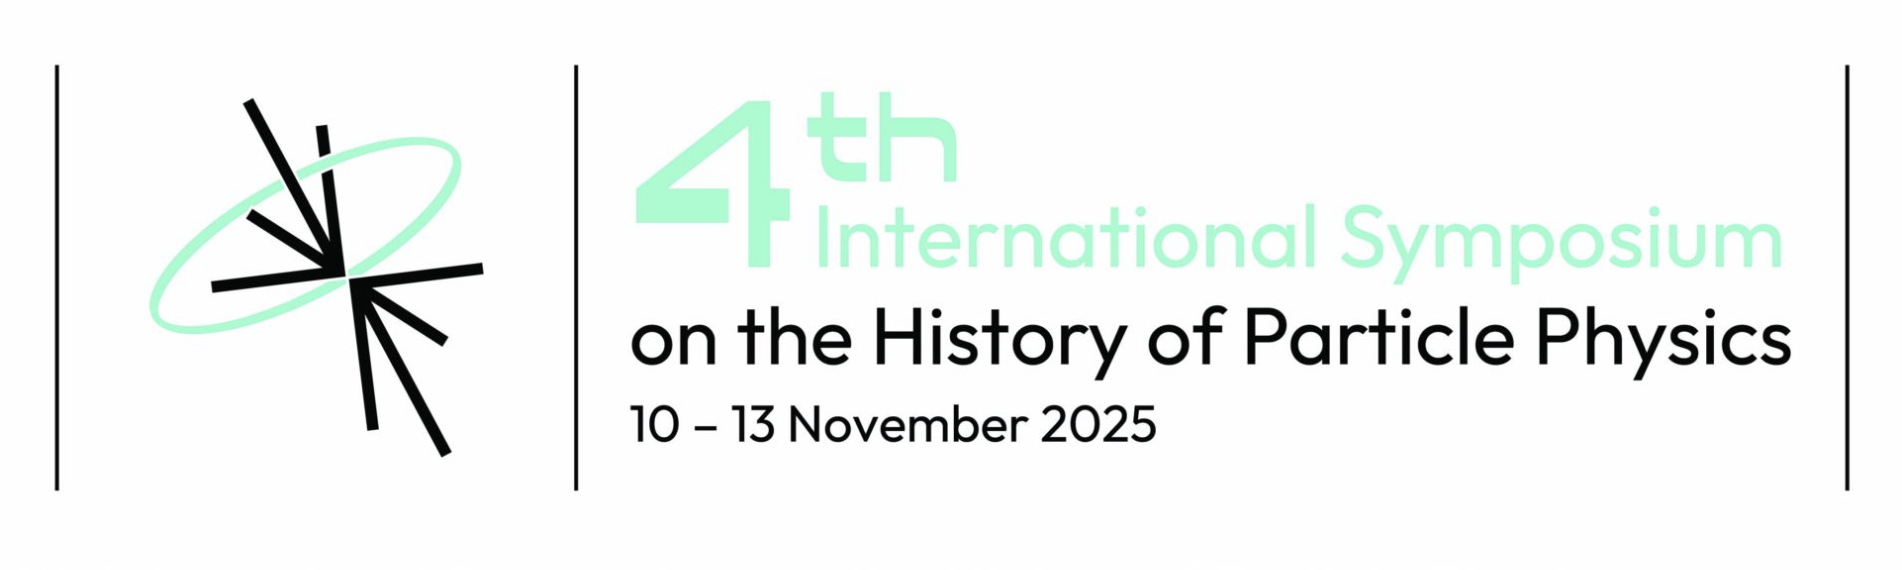 4th
International Symposium
on the History of Particle Physics
10 – 13 November 2025